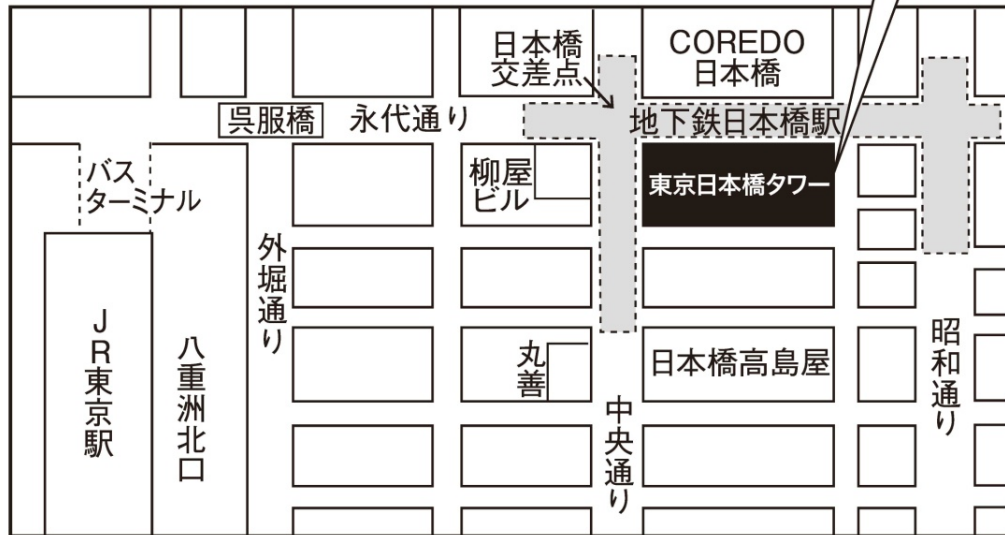 日本橋
交差点
COREDO
日本橋
呉服橋
永代通り
地下鉄日本橋駅
バス
ターミナル
柳屋
ビル
東京日本橋タワー
外堀通り
JR東京駅
八重洲北口
丸善
日本橋高島屋
中央通り
昭和通り